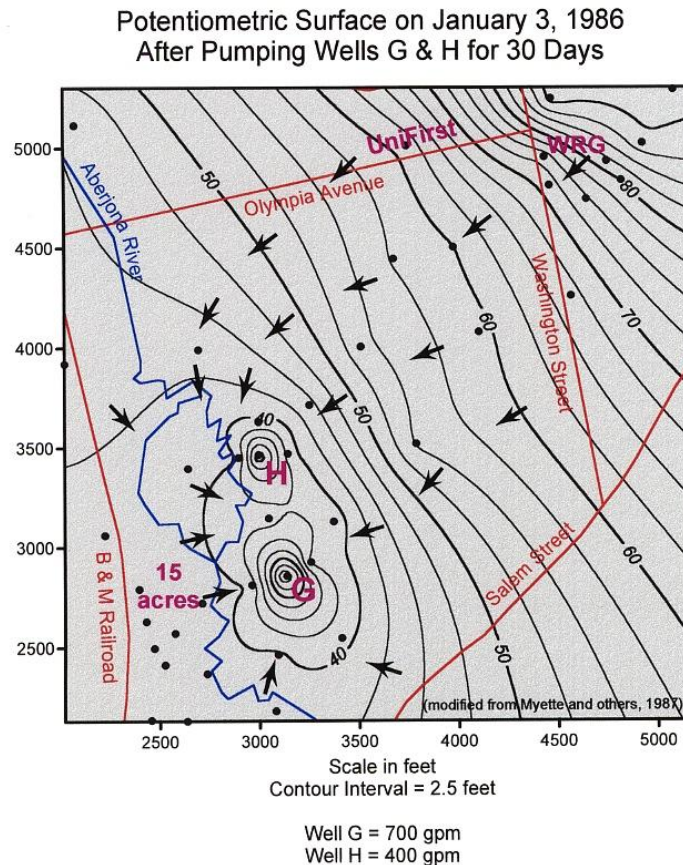 Potentiometric Surface on January 3, 1986
After Pumping Wells G & H for 30 Days
UniFirst
WRG
5000
Aberjona River
50
Olympia Avenue
80
4500
Washington Street
70
60
4000
50
40
3500
H
3000
15
acres
G
B & M Railroad
Salem Street
60
40
50
2500
(modified from Myette and others, 1987)
2500 3000 3500 4000 4500 5000
Scale in feet
Contour Interval = 2.5 feet
Well G = 700 gpm
Well H = 400 gpm